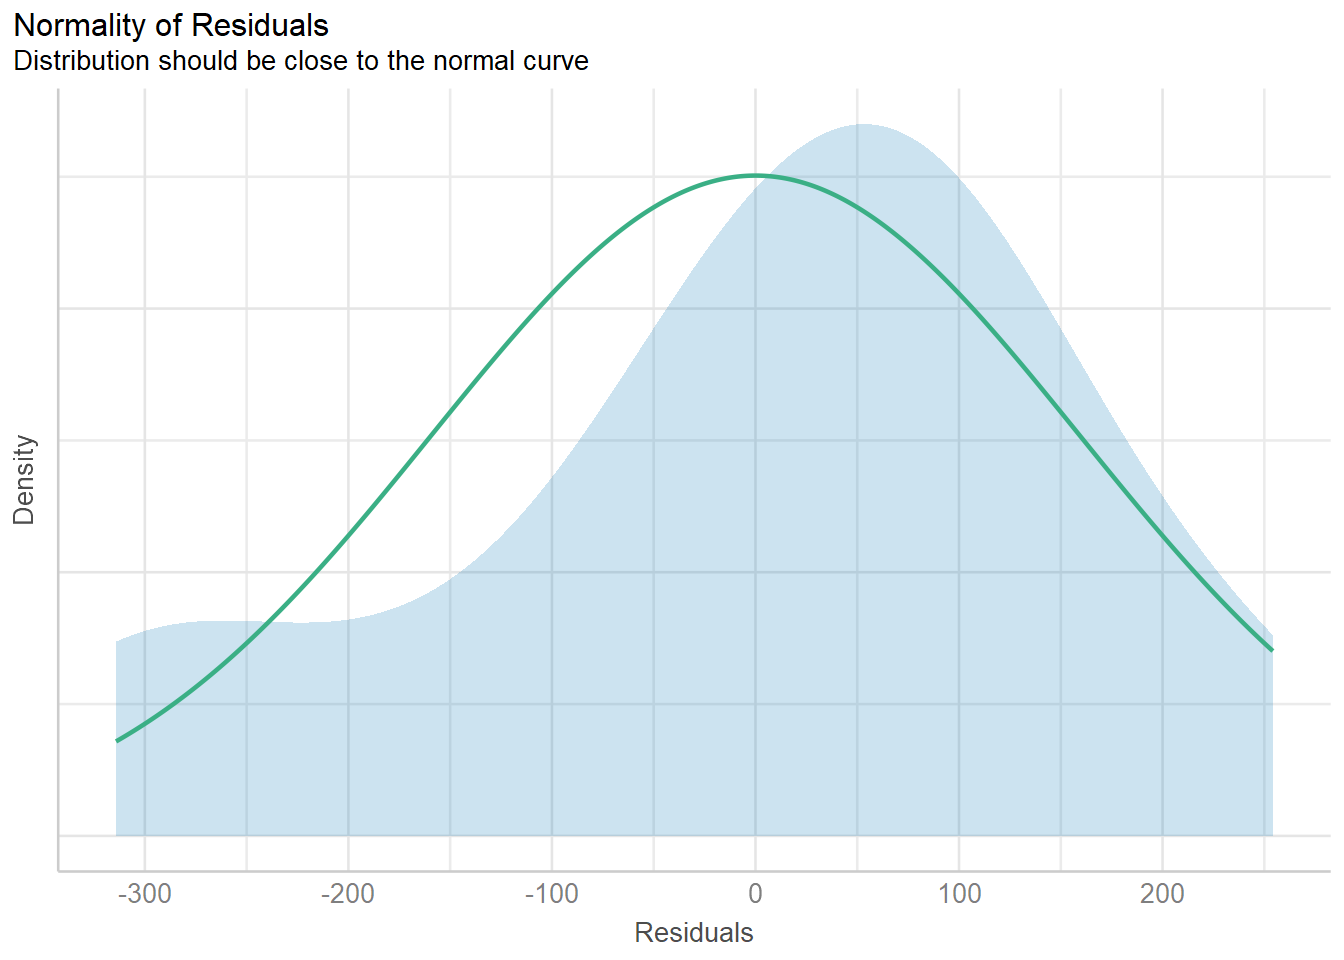 Normality of Residuals
Distribution should be close to the normal curve
Density
-300 -200 -100 0 100 200
Residuals